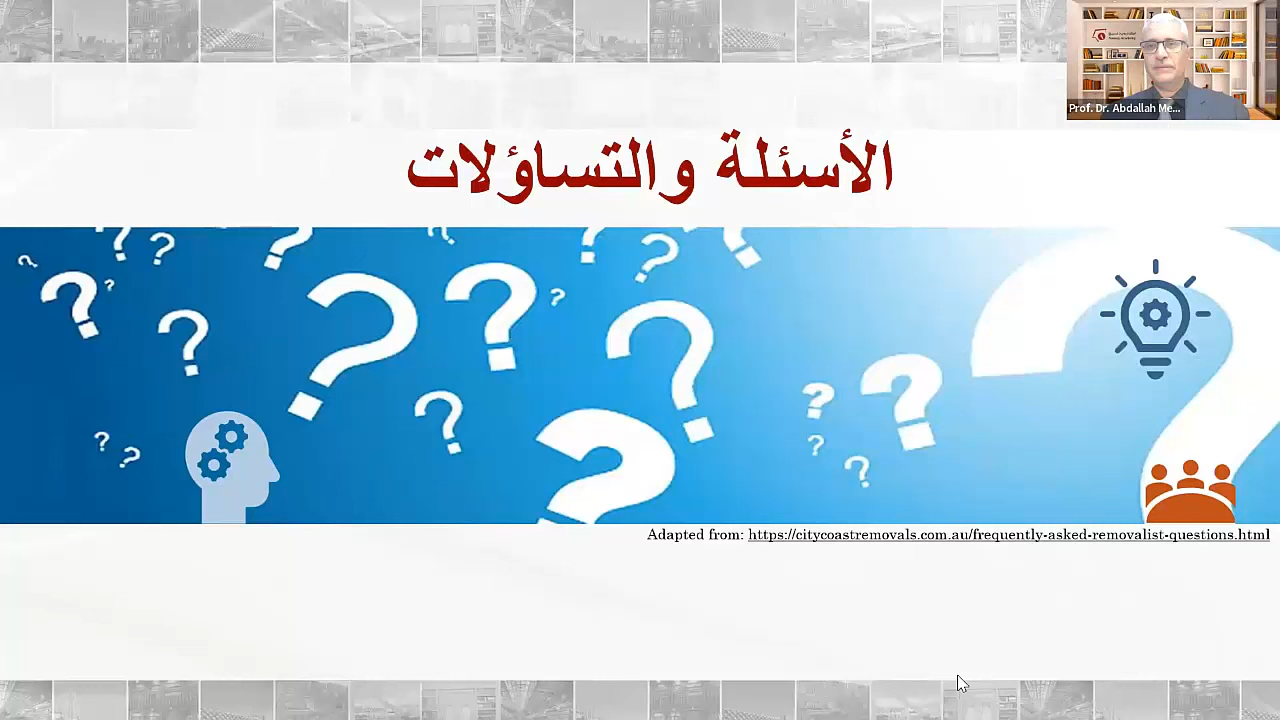 Prof. Dr. Abdallah Me...
الأسئلة والتساؤلات
Adapted from: https://citycoastremovals.com.au/frequently-asked-removalist-questions.html